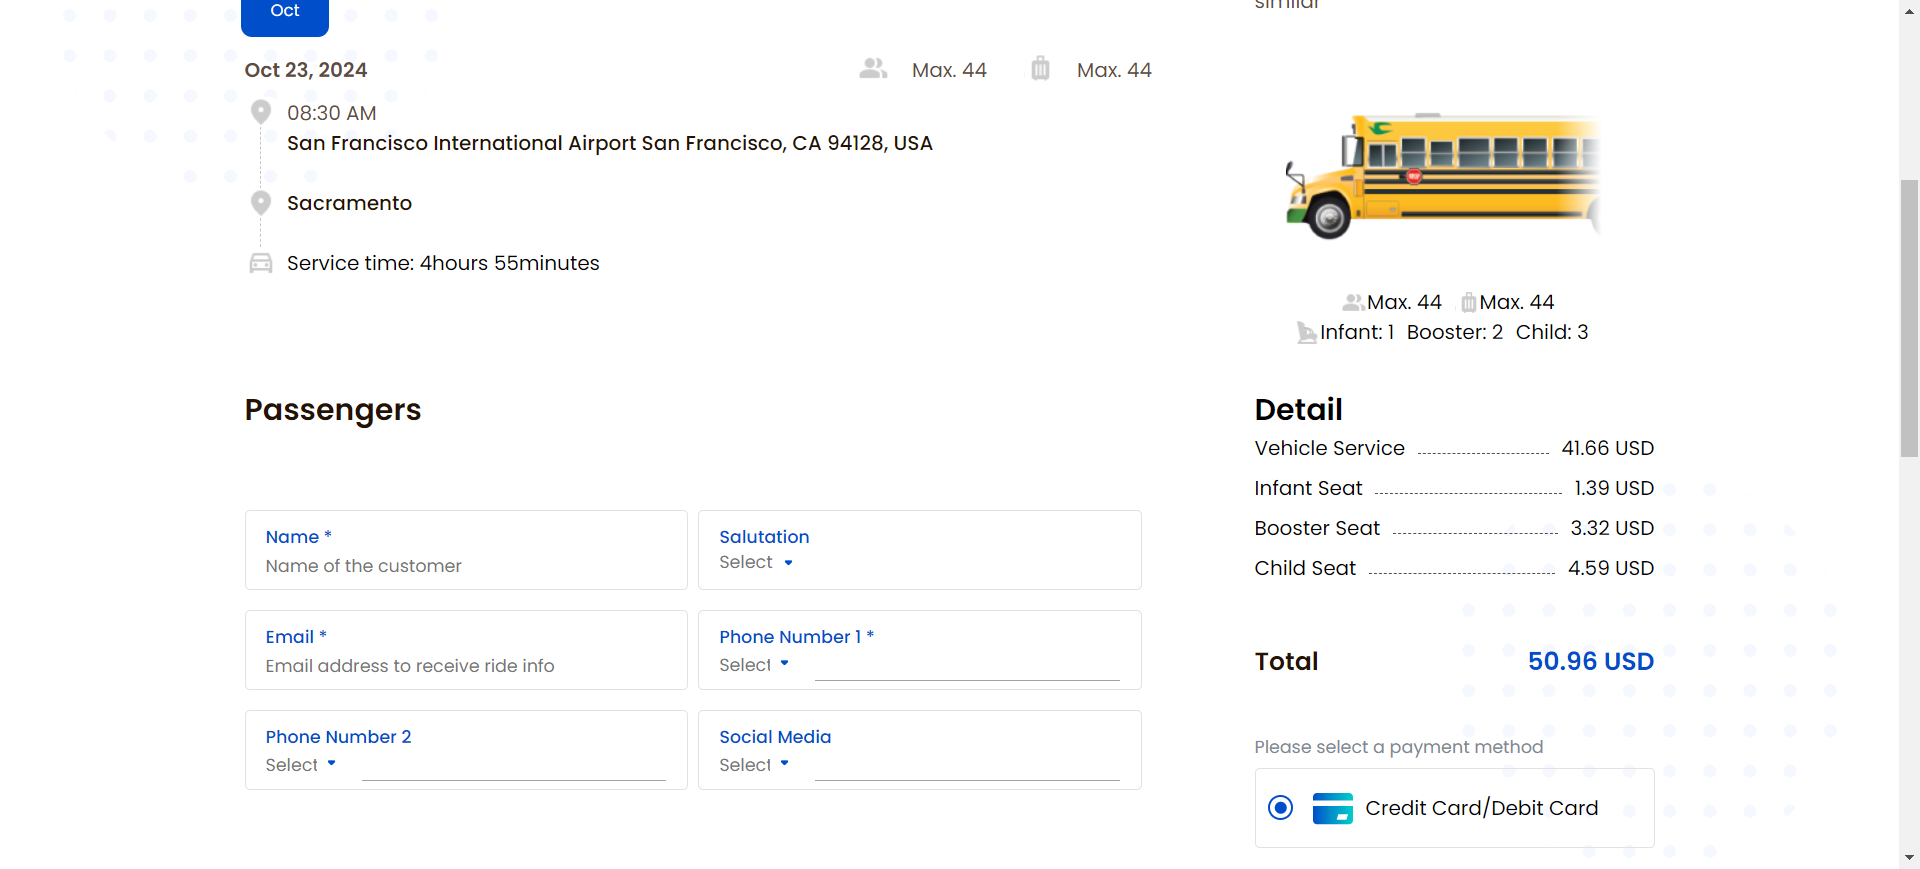 Oct
similar
Oct 23, 2024
Max. 44 Max. 44
08:30 AM
San Francisco International Airport San Francisco, CA 94128, USA
Sacramento
Service time: 4hours 55minutes
Max. 44 Max. 44
Infant: 1 Booster: 2 Child: 3
Passengers
Name *
Name of the customer
Salutation
Select
Email *
Email address to receive ride info
Phone Number 1 *
Select
Phone Number 2
Select
Social Media
Select
Detail
Vehicle Service 41.66 USD
Infant Seat 1.39 USD
Booster Seat 3.32 USD
Child Seat 4.59 USD
Total 50.96 USD
Please select a payment method
Credit Card/Debit Card